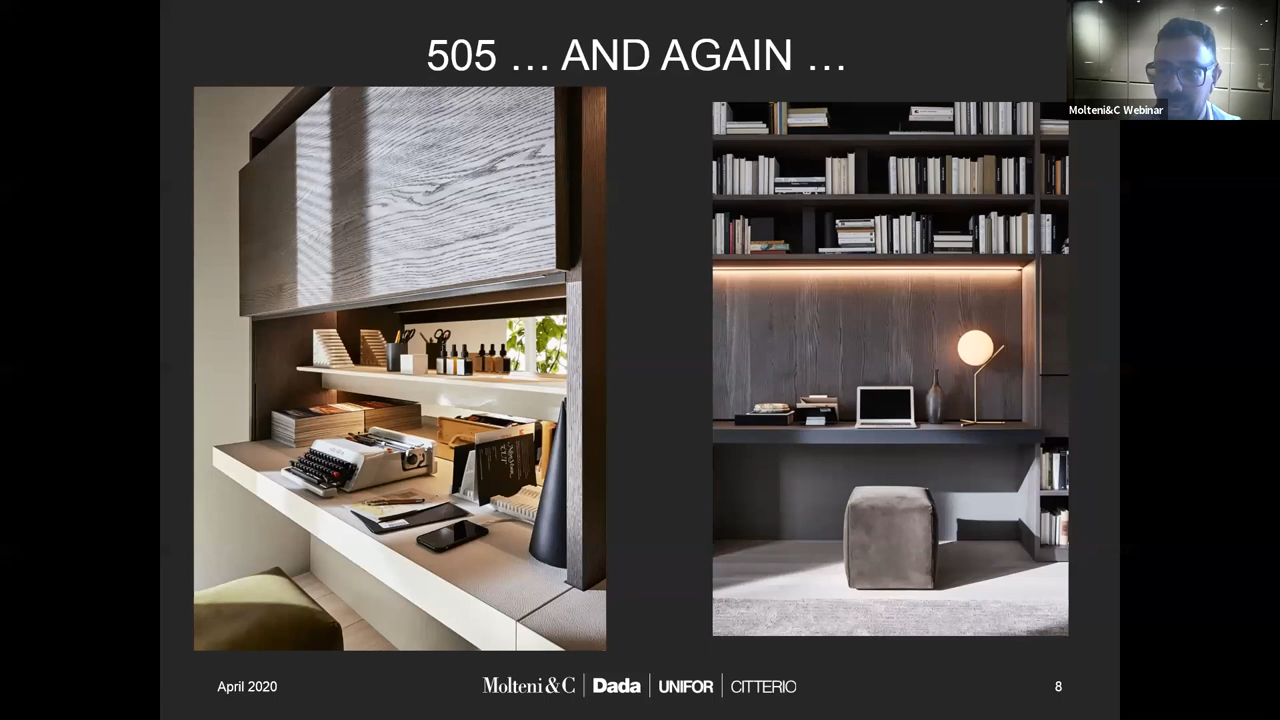 505 … AND AGAIN …
Molteni&C Webinar
April 2020
Molteni&C | Dada | UNIFOR | CITTERIO
8